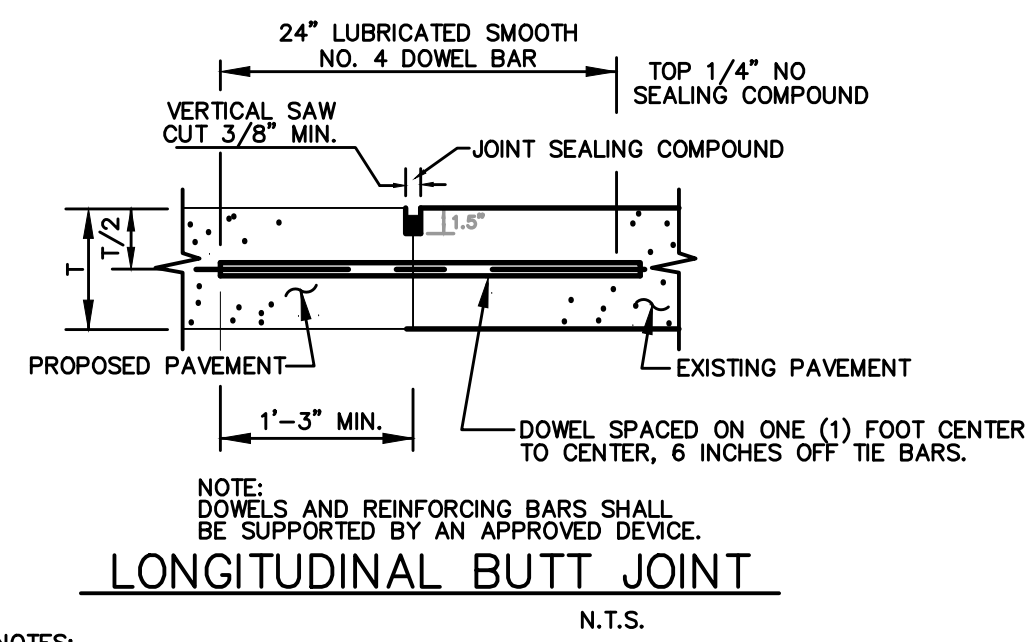 24" LUBRICATED SMOOTH
NO. 4 DOWEL BAR
TOP 1/4" NO
SEALING COMPOUND
VERTICAL SAW
CUT 3/8" MIN.
JOINT SEALING COMPOUND
1.5"
T/2
T
PROPOSED PAVEMENT
EXISTING PAVEMENT
1'-3" MIN.
DOWEL SPACED ON ONE (1) FOOT CENTER
TO CENTER, 6 INCHES OFF TIE BARS.
NOTE:
DOWELS AND REINFORCING BARS SHALL
BE SUPPORTED BY AN APPROVED DEVICE.
LONGITUDINAL BUTT JOINT
N.T.S.
NOTES: